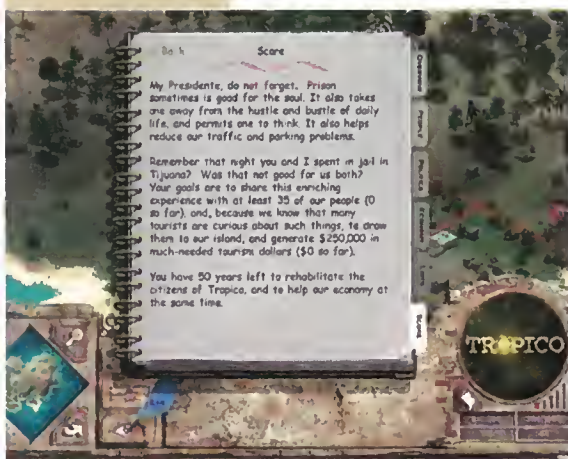 Back Score
My Presidente, do not forget. Prison
sometimes is good for the soul. It also takes
one away from the hustle and bustle of daily
life, and permits one to think. It also helps
reduce our traffic and parking problems.
Remember that night you and I spent in jail in
Tijuana? Was that not good for us both?
Your goals are to share this enriching
experience with at least 35 of our people (0
so far), and, because we know that many
tourists are curious about such things, to draw
them to our island, and generate $250,000 in
much-needed tourism dollars ($0 so far).
You have 50 years left to rehabilitate the
citizens of Tropico, and to help our economy at
the same time.
People
Politics
Economy
Score
TROPICO